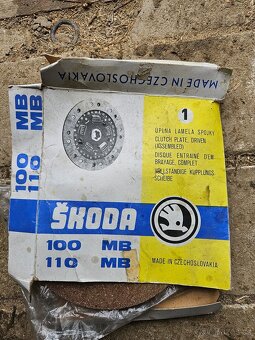 MADE IN CZECHOSLOVAKIA
100 MB
110 MB
1
ÚPLNÁ LAMELA SPOJKY
CLUTCH PLATE, DRIVEN
(ASSEMBLED)
DISQUE ENTRAINÉ D'EM
BRAYAGE, COMPLET
VOLLSTÄNDIGE KUPPLUNGS
SCHEIBE
ŠKODA
100 MB
110 MB
MADE IN CZECHOSLOVAKIA